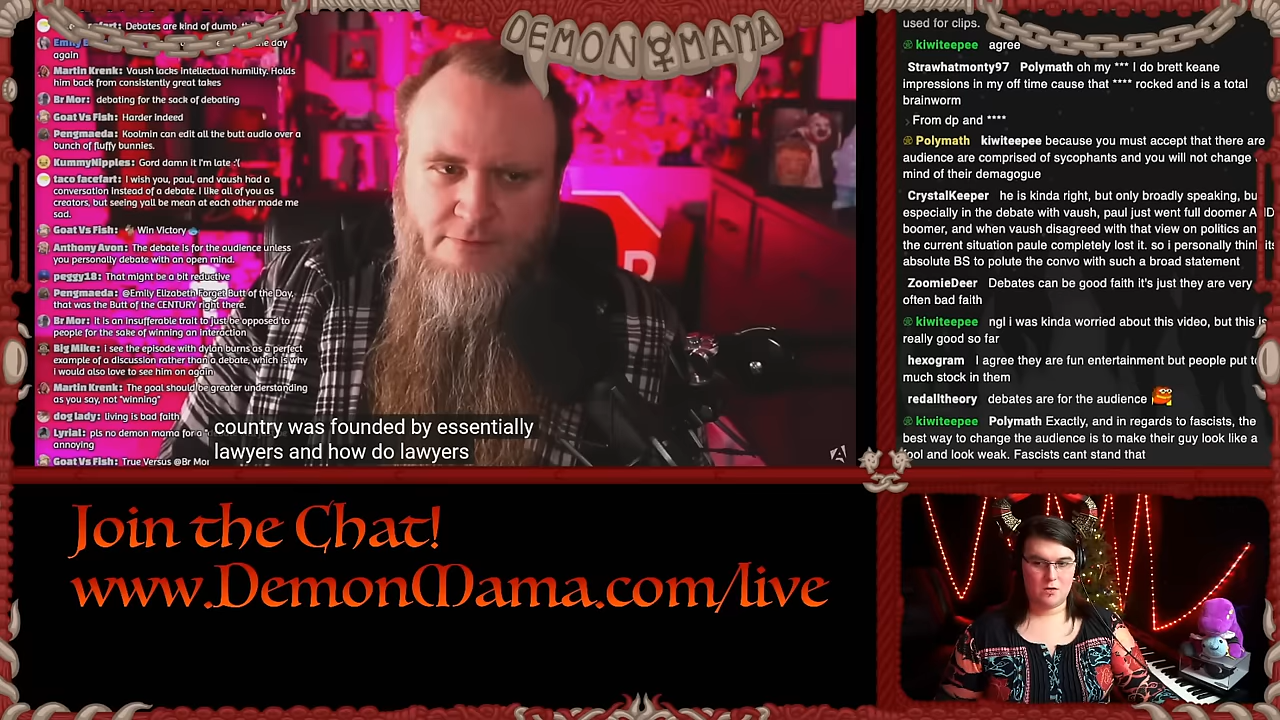 DEMON MAMA
Debates are kind of dumb,
Emily E
the day
again
Martin Krenk: Vaush lacks intellectual humility. Holds
him back from consistently great takes
Br Mor: debating for the sack of debating
Goat Vs Fish: Harder indeed
Pengmaeda: Koolmin can edit all the butt audio over a
bunch of fluffy bunnies.
KummyNipples: Gord damn it I'm late :'(
taco facefart: I wish you, paul, and vaush had a
conversation instead of a debate. I like all of you as
creators, but seeing yall be mean at each other made me
sad.
Goat Vs Fish: Win Victory
Anthony Avon: The debate is for the audience unless
you personally debate with an open mind.
peggy18: That might be a bit reductive
Pengmaeda: @Emily Elizabeth Forget Butt of the Day,
that was the Butt of the CENTURY right there.
Br Mor: It is an insufferable trait to just be opposed to
people for the sake of winning an interaction
Big Mike: i see the episode with dylan burns as a perfect
example of a discussion rather than a debate, which is why
I would also love to see him on again
Martin Krenk: The goal should be greater understanding
as you say, not "winning"
dog lady: living is bad faith
Lyrial: pls no demon mama for a
annoying
Goat Vs Fish: True Versus @Br Mor
country was founded by essentially
lawyers and how do lawyers
used for clips.
kiwiteepee agree
Strawhatmonty97 Polymath oh my *** I do brett keane
impressions in my off time cause that **** rocked and is a total
brainworm
From dp and ****
Polymath kiwiteepee because you must accept that there are
audience are comprised of sycophants and you will not change
mind of their demagogue
CrystalKeeper he is kinda right, but only broadly speaking, bu
especially in the debate with vaush, paul just went full doomer A ID
boomer, and when vaush disagreed with that view on politics an
the current situation paule completely lost it. so i personally think its
absolute BS to polute the convo with such a broad statement
ZoomieDeer Debates can be good faith it's just they are very
often bad faith
kiwiteepee ngl i was kinda worried about this video, but this is
really good so far
hexogram I agree they are fun entertainment but people put to
much stock in them
redalltheory debates are for the audience
kiwiteepee Polymath Exactly, and in regards to fascists, the
best way to change the audience is to make their guy look like a
fool and look weak. Fascists cant stand that
Join the Chat!
www.DemonMama.com/live